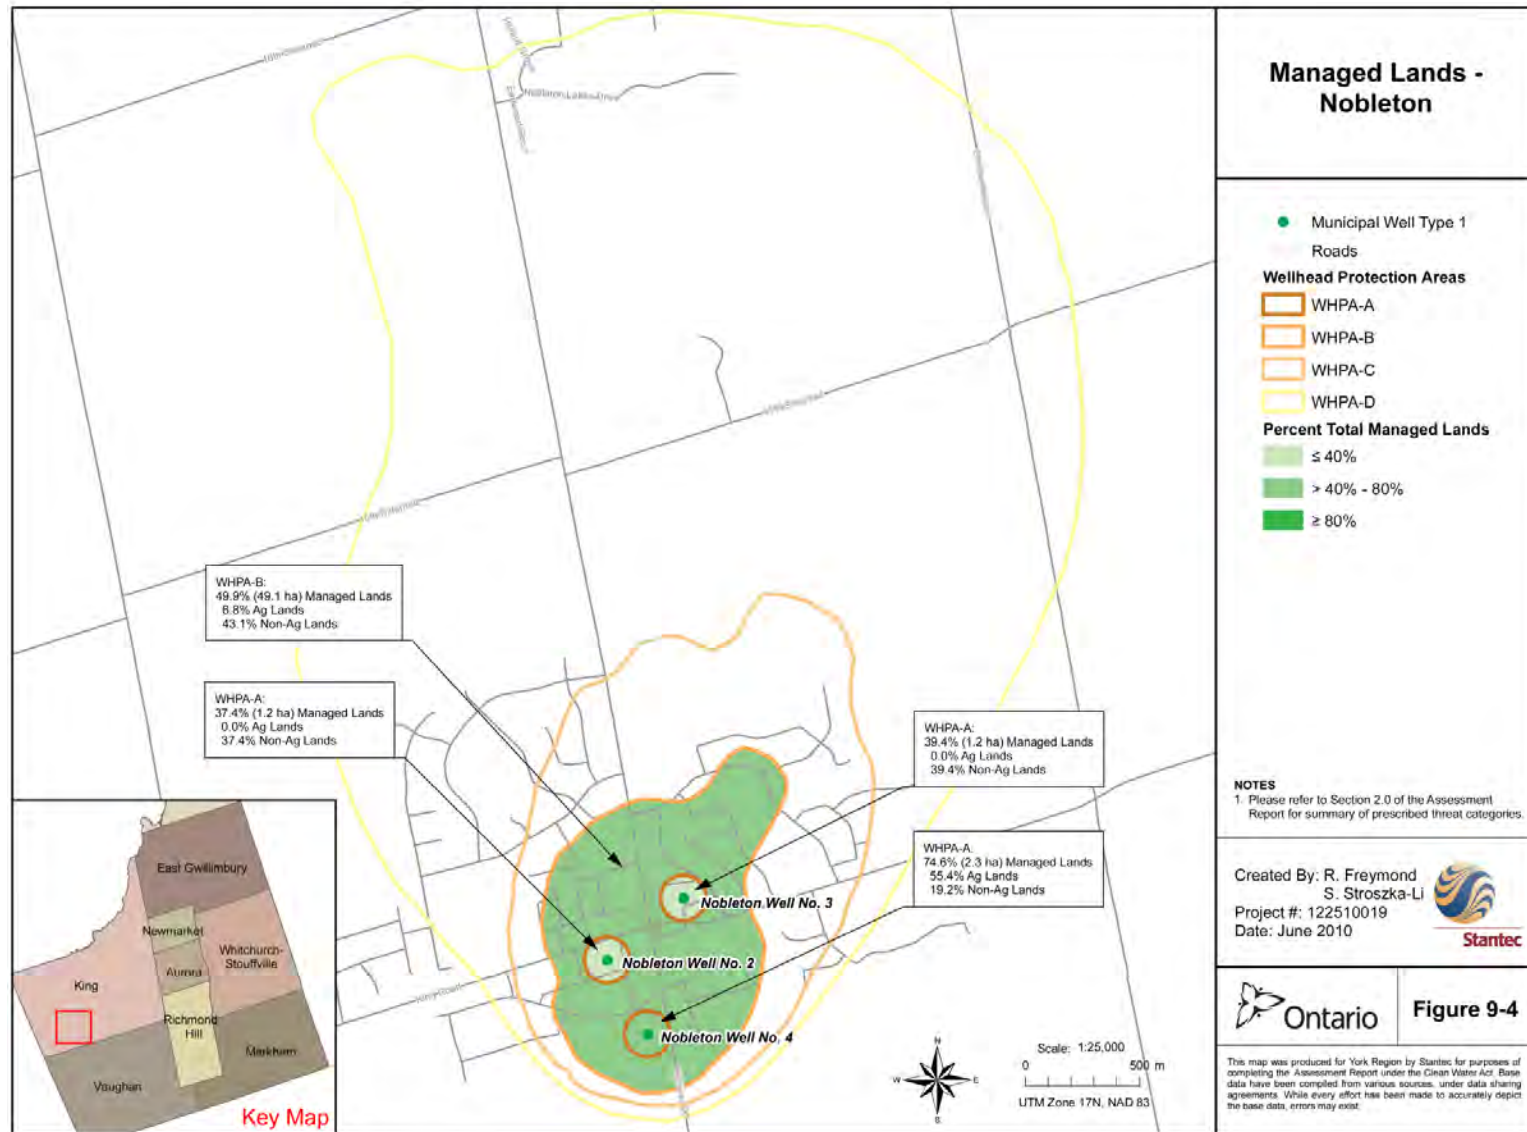 Managed Lands -
Nobleton
Municipal Well Type 1
Roads
Wellhead Protection Areas
WHPA-A
WHPA-B
WHPA-C
WHPA-D
Percent Total Managed Lands
≤ 40%
> 40% - 80%
≥ 80%
NOTES
1. Please refer to Section 2.0 of the Assessment
Report for summary of prescribed threat categories.
Created By: R. Freymond
S. Stroszka-Li
Project #: 122510019
Date: June 2010
Stantec
Ontario
Figure 9-4
This map was produced for York Region by Stantec for purposes of
completing the Assessment Report under the Clean Water Act. Base
data have been compiled from various sources, under data sharing
agreements. While every effort has been made to accurately depict
the base data, errors may exist.
Nobleton Lakes Drive
WHPA-B:
49.9% (49.1 ha) Managed Lands
6.8% Ag Lands
43.1% Non-Ag Lands
WHPA-A:
37.4% (1.2 ha) Managed Lands
0.0% Ag Lands
37.4% Non-Ag Lands
WHPA-A:
39.4% (1.2 ha) Managed Lands
0.0% Ag Lands
39.4% Non-Ag Lands
WHPA-A:
74.6% (2.3 ha) Managed Lands
55.4% Ag Lands
19.2% Non-Ag Lands
Nobleton Well No. 3
Nobleton Well No. 2
Nobleton Well No. 4
King Road
East Gwillimbury
Newmarket
Whitchurch-
Stouffville
Aurora
King
Richmond
Hill
Markham
Vaughan
Key Map
N
W
E
S
Scale: 1:25,000
0 500 m
UTM Zone 17N, NAD 83